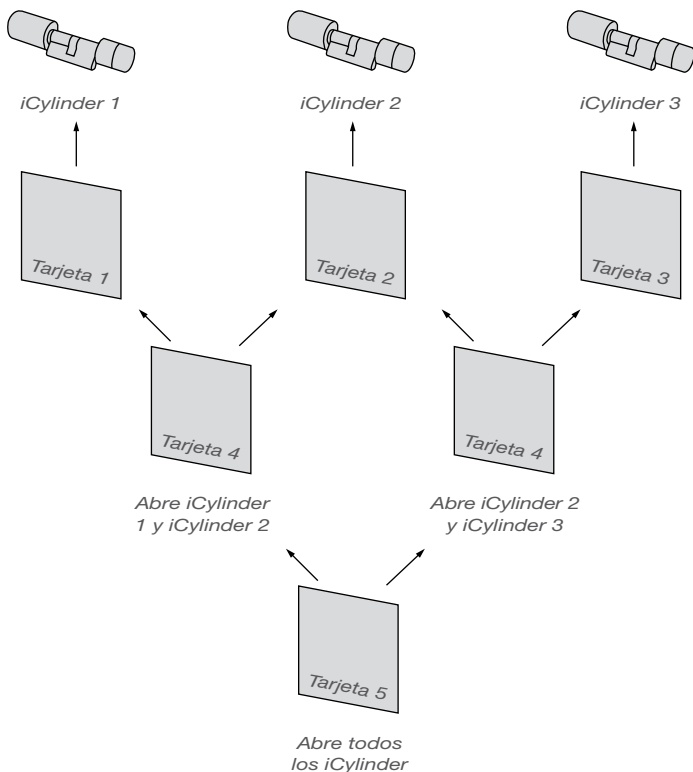 iCylinder 1
iCylinder 2
iCylinder 3
Tarjeta 1
Tarjeta 2
Tarjeta 3
Tarjeta 4
Tarjeta 4
Abre iCylinder
1 y iCylinder 2
Abre iCylinder 2
y iCylinder 3
Tarjeta 5
Abre todos
los iCylinder